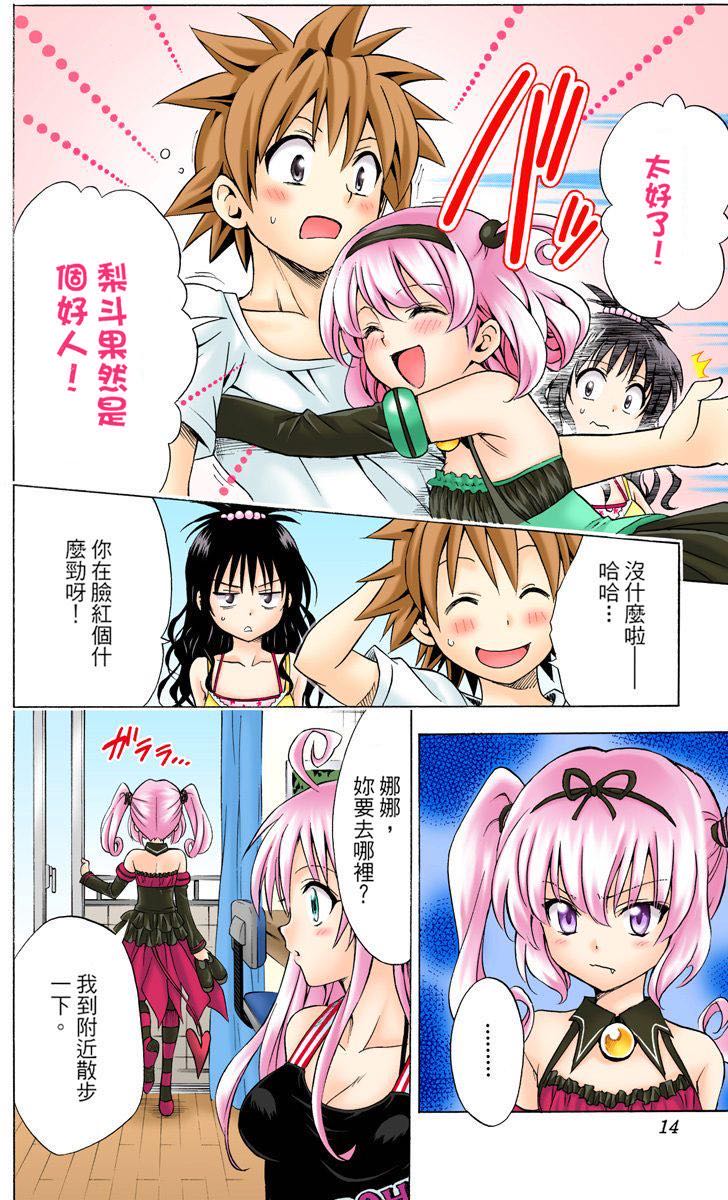 太好了！
ベッ
梨斗果然是
個好人！
沒什麼啦——
哈哈…
你在臉紅個什
麼勁呀！
………
娜娜，
妳要去哪裡？
ガララ…
我到附近散步
一下。
14